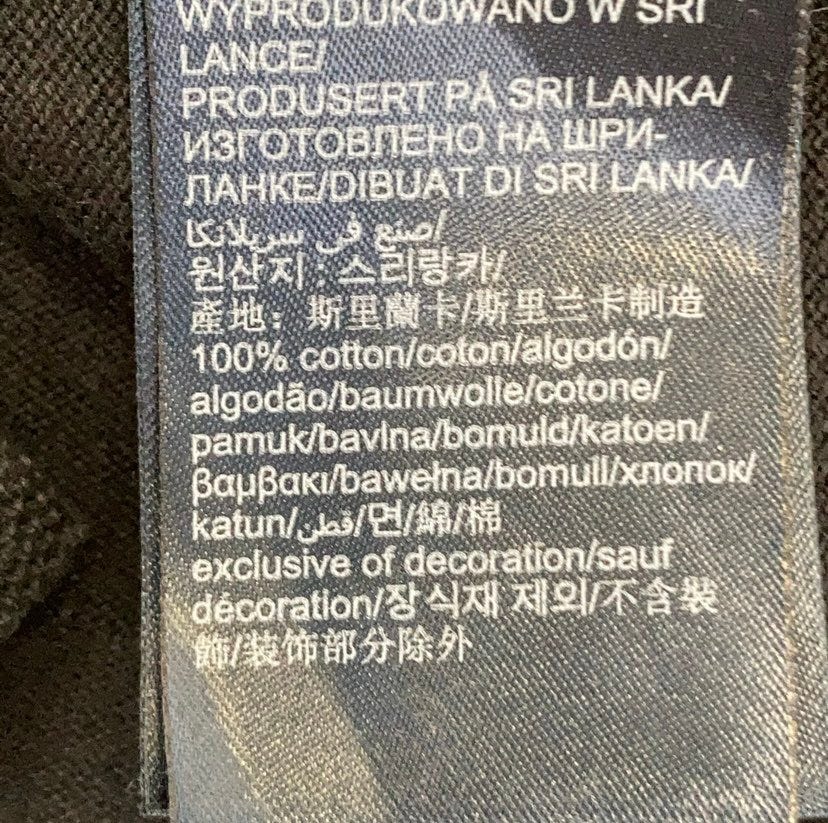 WYPRODUKOWANO W SRI
LANCE/
PRODUSERT PÅ SRI LANKA/
ИЗГОТОВЛЕНО НА ШРИ-
ЛАНКЕ/DIBUAT DI SRI LANKA/
صنع في سريلانكا/
원산지 : 스리랑카/
產地：斯里蘭卡/斯里兰卡制造
100% cotton/coton/algodón/
algodão/baumwolle/cotone/
pamuk/bavlna/bomuld/katoen/
βαμβακι/bawełna/bomull/хлопок/
katun/قطن/면/綿/棉
exclusive of decoration/sauf
décoration/장식재 제외/不含裝
飾/装饰部分除外